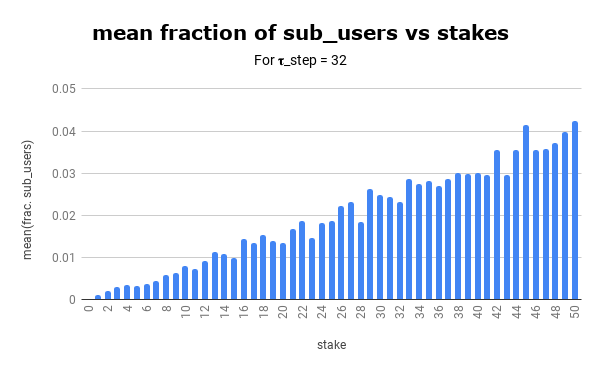 mean fraction of sub_users vs stakes
For τ_step = 32
mean(frac. sub_users)
0.05
0.04
0.03
0.02
0.01
0
0 2 4 6 8 10 12 14 16 18 20 22 24 26 28 30 32 34 36 38 40 42 44 46 48 50
stake